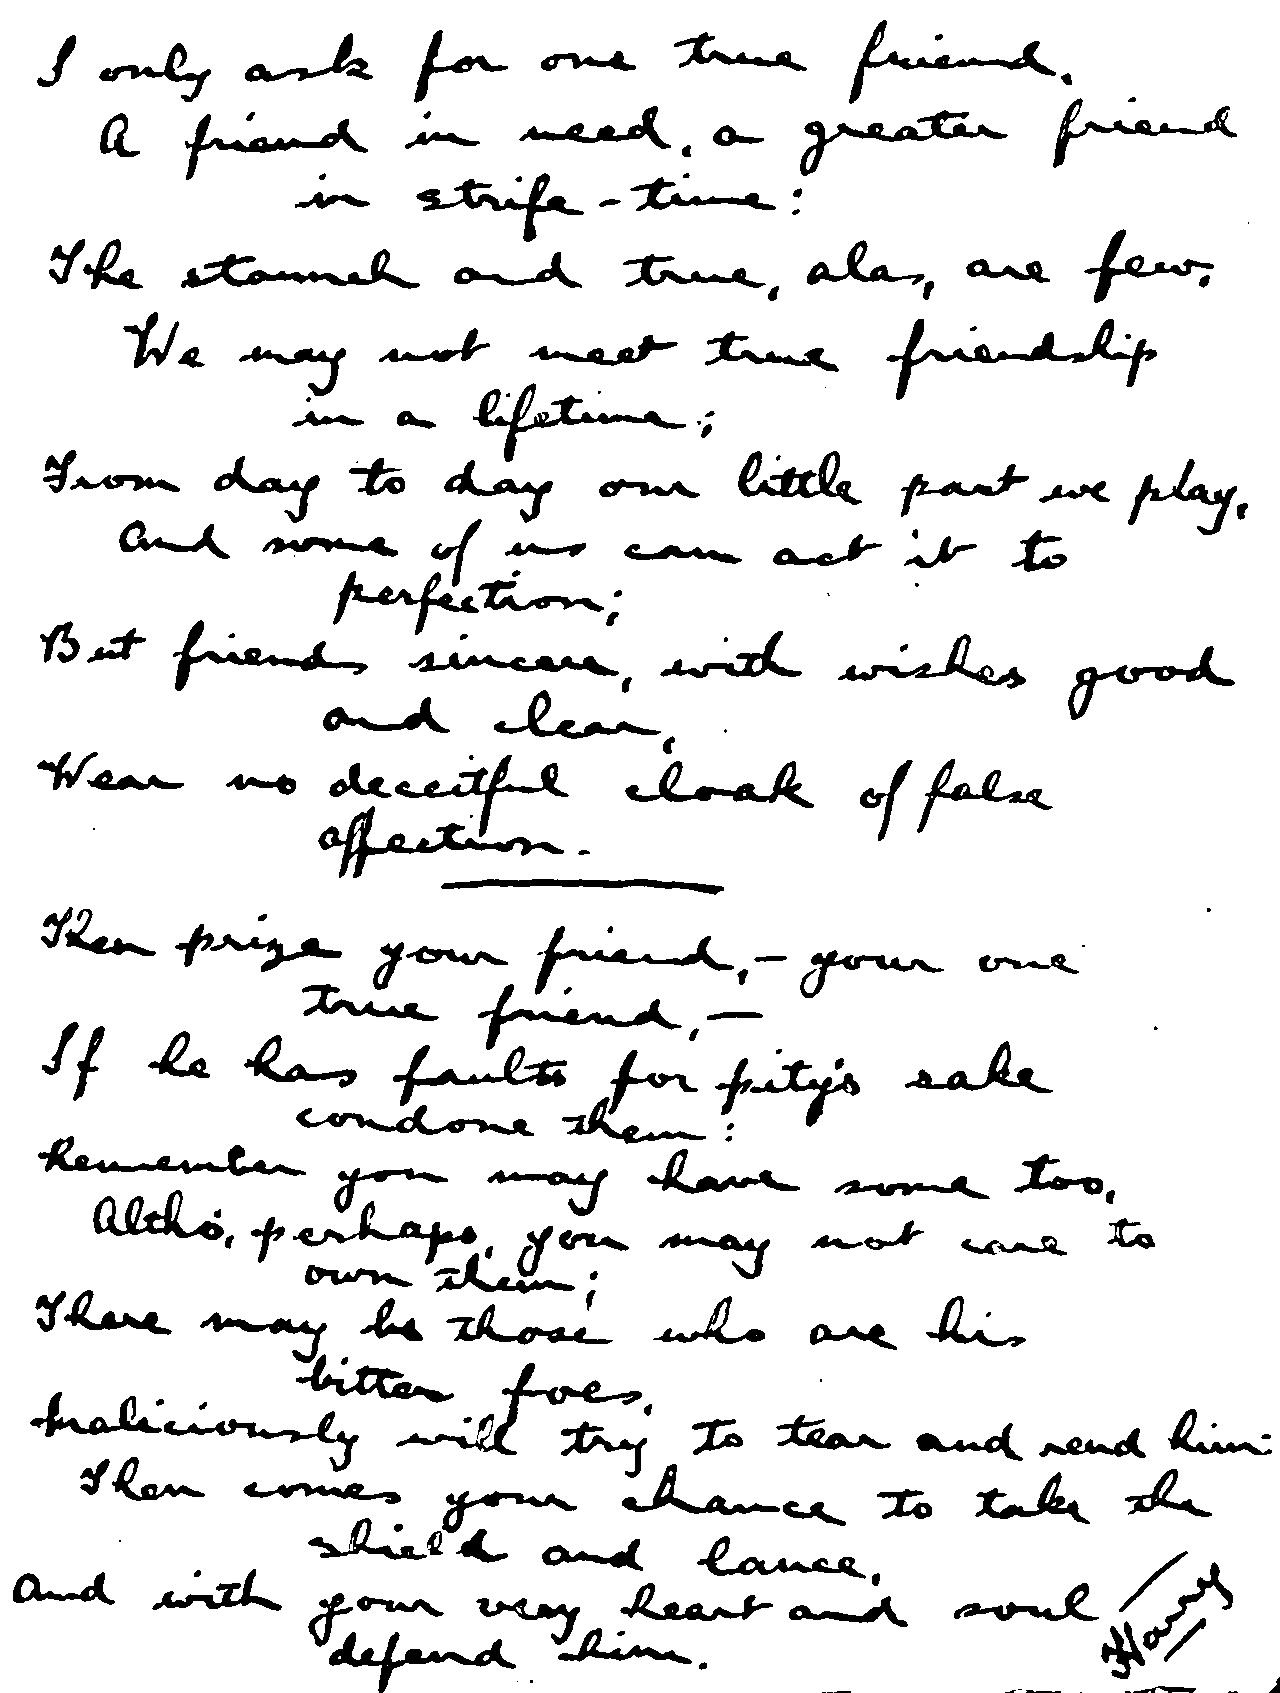 I only ask for one true friend,
A friend in need, a greater friend
in strife-time:
The staunch and true, alas, are few,
We may not meet true friendship
in a lifetime;
From day to day our little part we play,
And some of us can act it to
perfection;
But friends sincere, with wishes good
and clear,
Wear no deceitful cloak of false
affection.
Then prize your friend, - your one
true friend, -
If he has faults for pity's sake
condone them:
Remember you may have some too,
Altho', perhaps, you may not care to
own them;
There may be those who are his
bitter foes,
Maliciously will try to tear and rend him:
Then comes your chance to take the
shield and lance,
And with your very heart and soul
defend him.